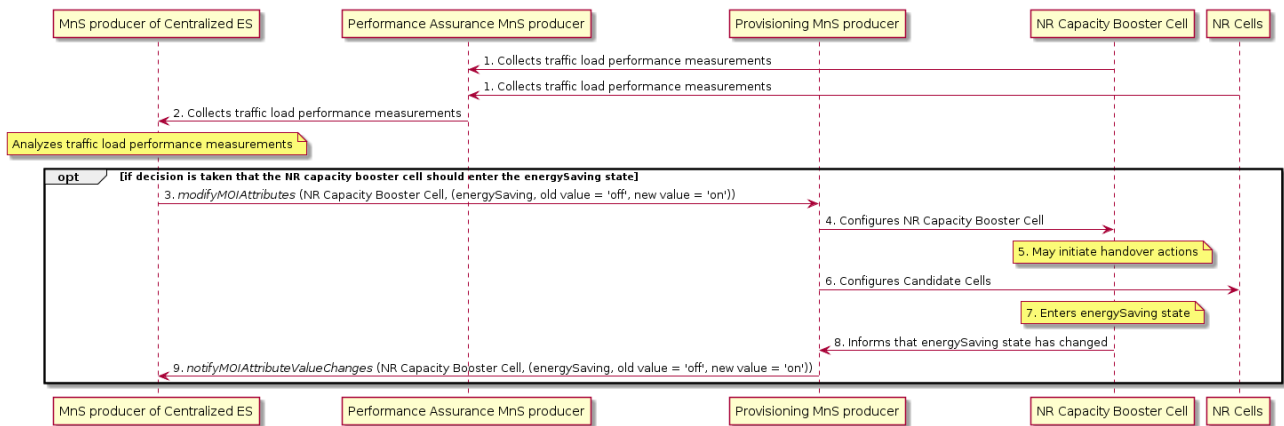 MnS producer of Centralized ES
Performance Assurance MnS producer
Provisioning MnS producer
NR Capacity Booster Cell
NR Cells
1. Collects traffic load performance measurements
1. Collects traffic load performance measurements
2. Collects traffic load performance measurements
Analyzes traffic load performance measurements
opt [if decision is taken that the NR capacity booster cell should enter the energySaving state]
3. modifyMOIAttributes (NR Capacity Booster Cell, (energySaving, old value = 'off', new value = 'on'))
4. Configures NR Capacity Booster Cell
5. May initiate handover actions
6. Configures Candidate Cells
7. Enters energySaving state
8. Informs that energySaving state has changed
9. notifyMOIAttributeValueChanges (NR Capacity Booster Cell, (energySaving, old value = 'off', new value = 'on'))
MnS producer of Centralized ES
Performance Assurance MnS producer
Provisioning MnS producer
NR Capacity Booster Cell
NR Cells